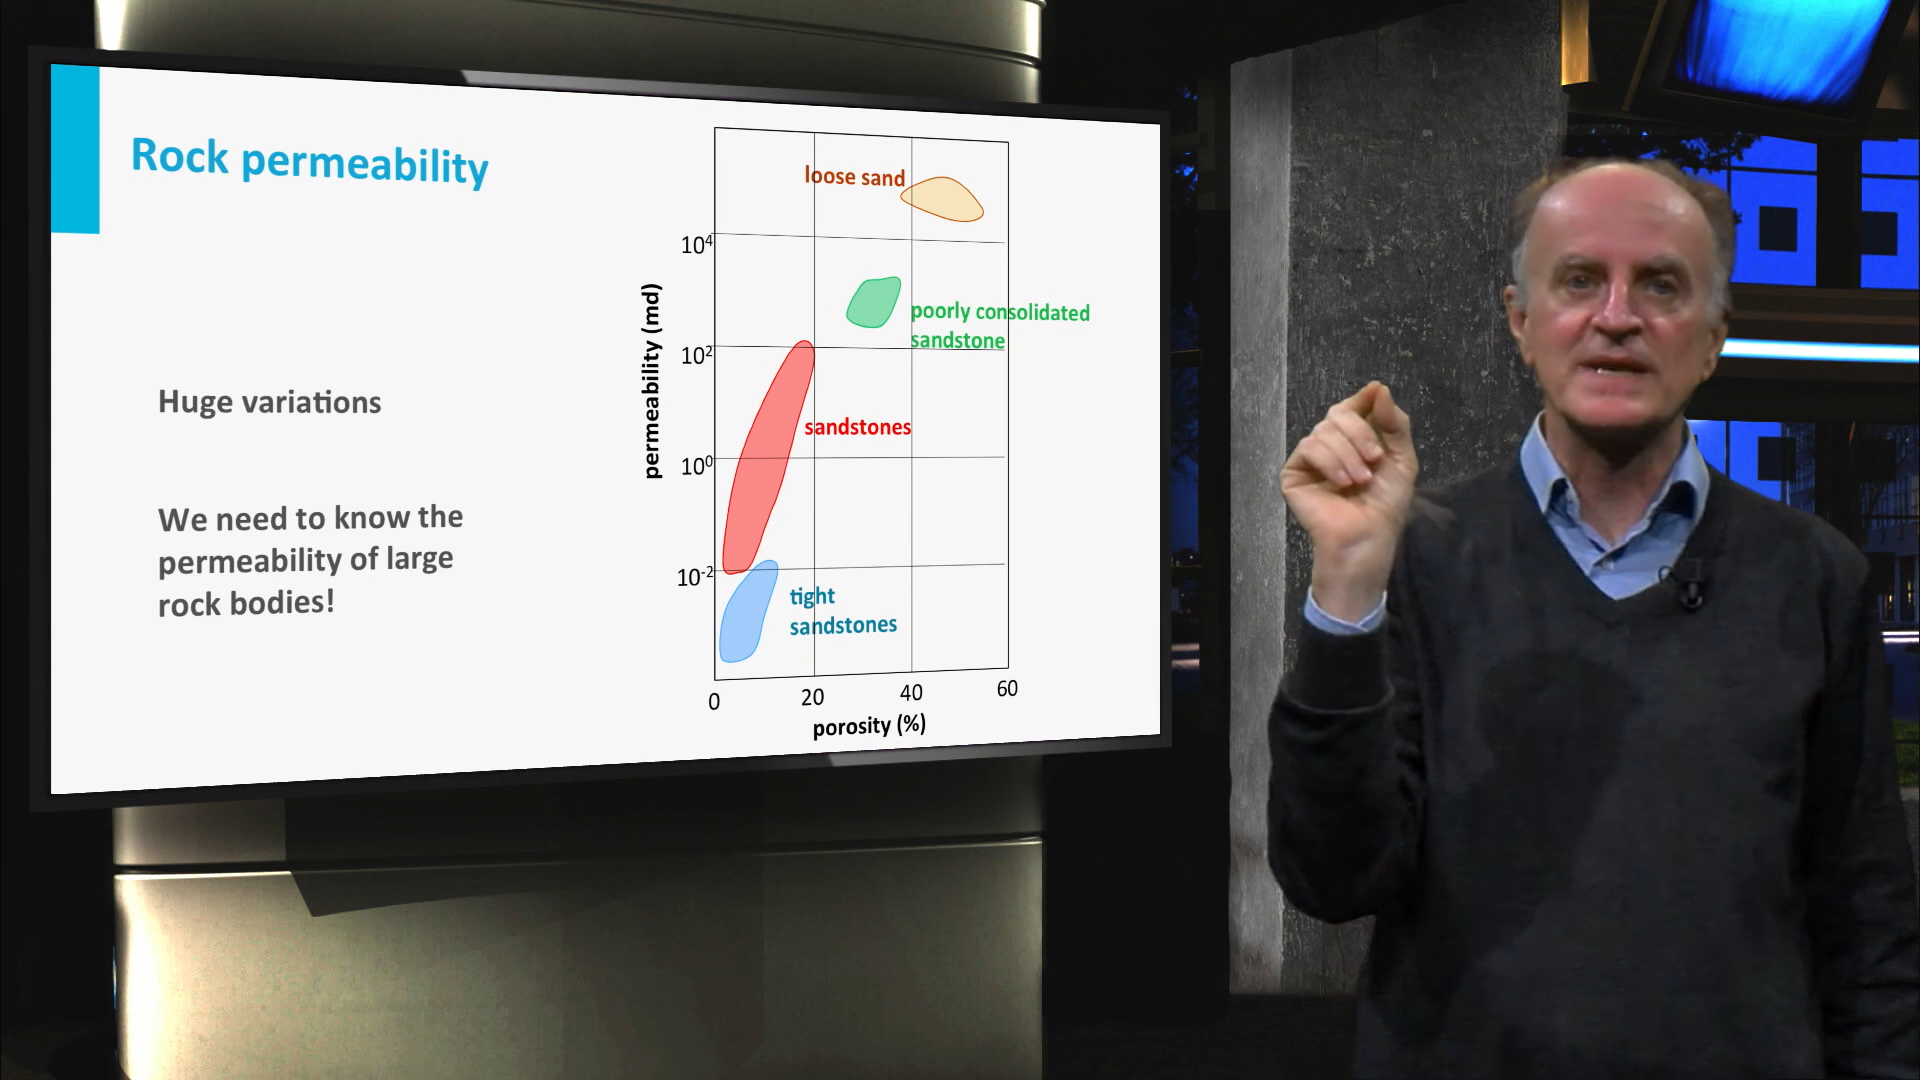 Rock permeability
Huge variations
We need to know the
permeability of large
rock bodies!
permeability (md)
10⁴
10²
10⁰
10⁻²
loose sand
poorly consolidated
sandstone
sandstones
tight
sandstones
0 20 40 60
porosity (%)